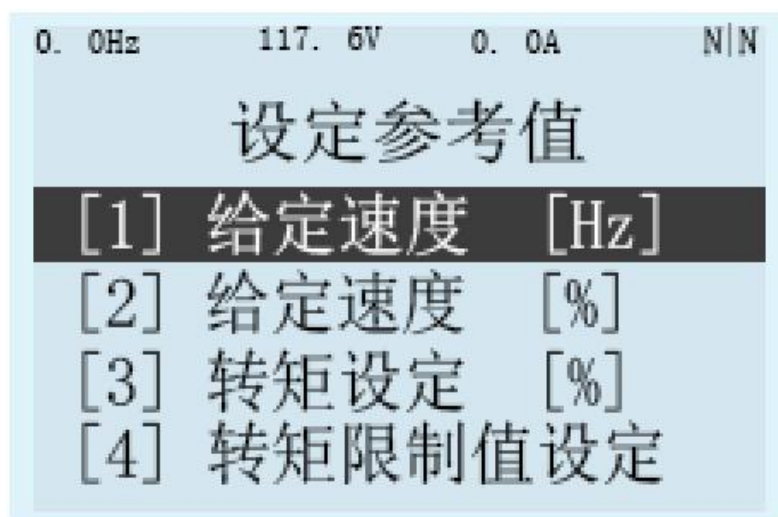 0. 0Hz 117. 6V 0. 0A N|N
设定参考值
[1] 给定速度 [Hz]
[2] 给定速度 [%]
[3] 转矩设定 [%]
[4] 转矩限制值设定